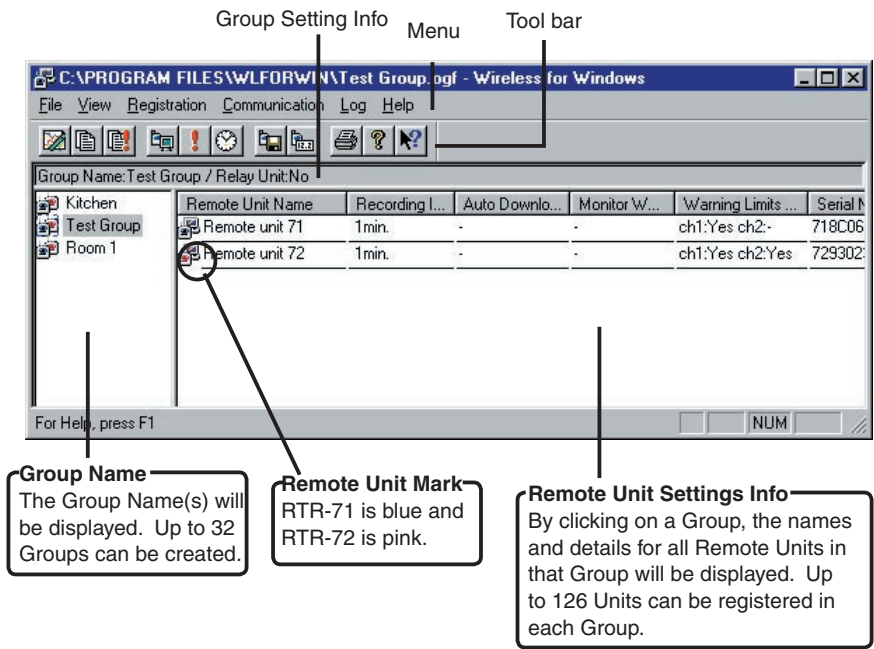 Group Setting Info
Menu
Tool bar
C:\PROGRAM FILES\WLFORWIN\Test Group.ogf - Wireless for Windows
File View Registration Communication Log Help
Group Name:Test Group / Relay Unit:No
Kitchen
Test Group
Room 1
Remote Unit Name Recording I... Auto Downlo... Monitor W... Warning Limits ... Serial N
Remote unit 71 1min. - - ch1:Yes ch2:- 718C06
Remote unit 72 1min. - - ch1:Yes ch2:Yes 729302
For Help, press F1
NUM
Group Name
The Group Name(s) will
be displayed. Up to 32
Groups can be created.
Remote Unit Mark
RTR-71 is blue and
RTR-72 is pink.
Remote Unit Settings Info
By clicking on a Group, the names
and details for all Remote Units in
that Group will be displayed. Up
to 126 Units can be registered in
each Group.